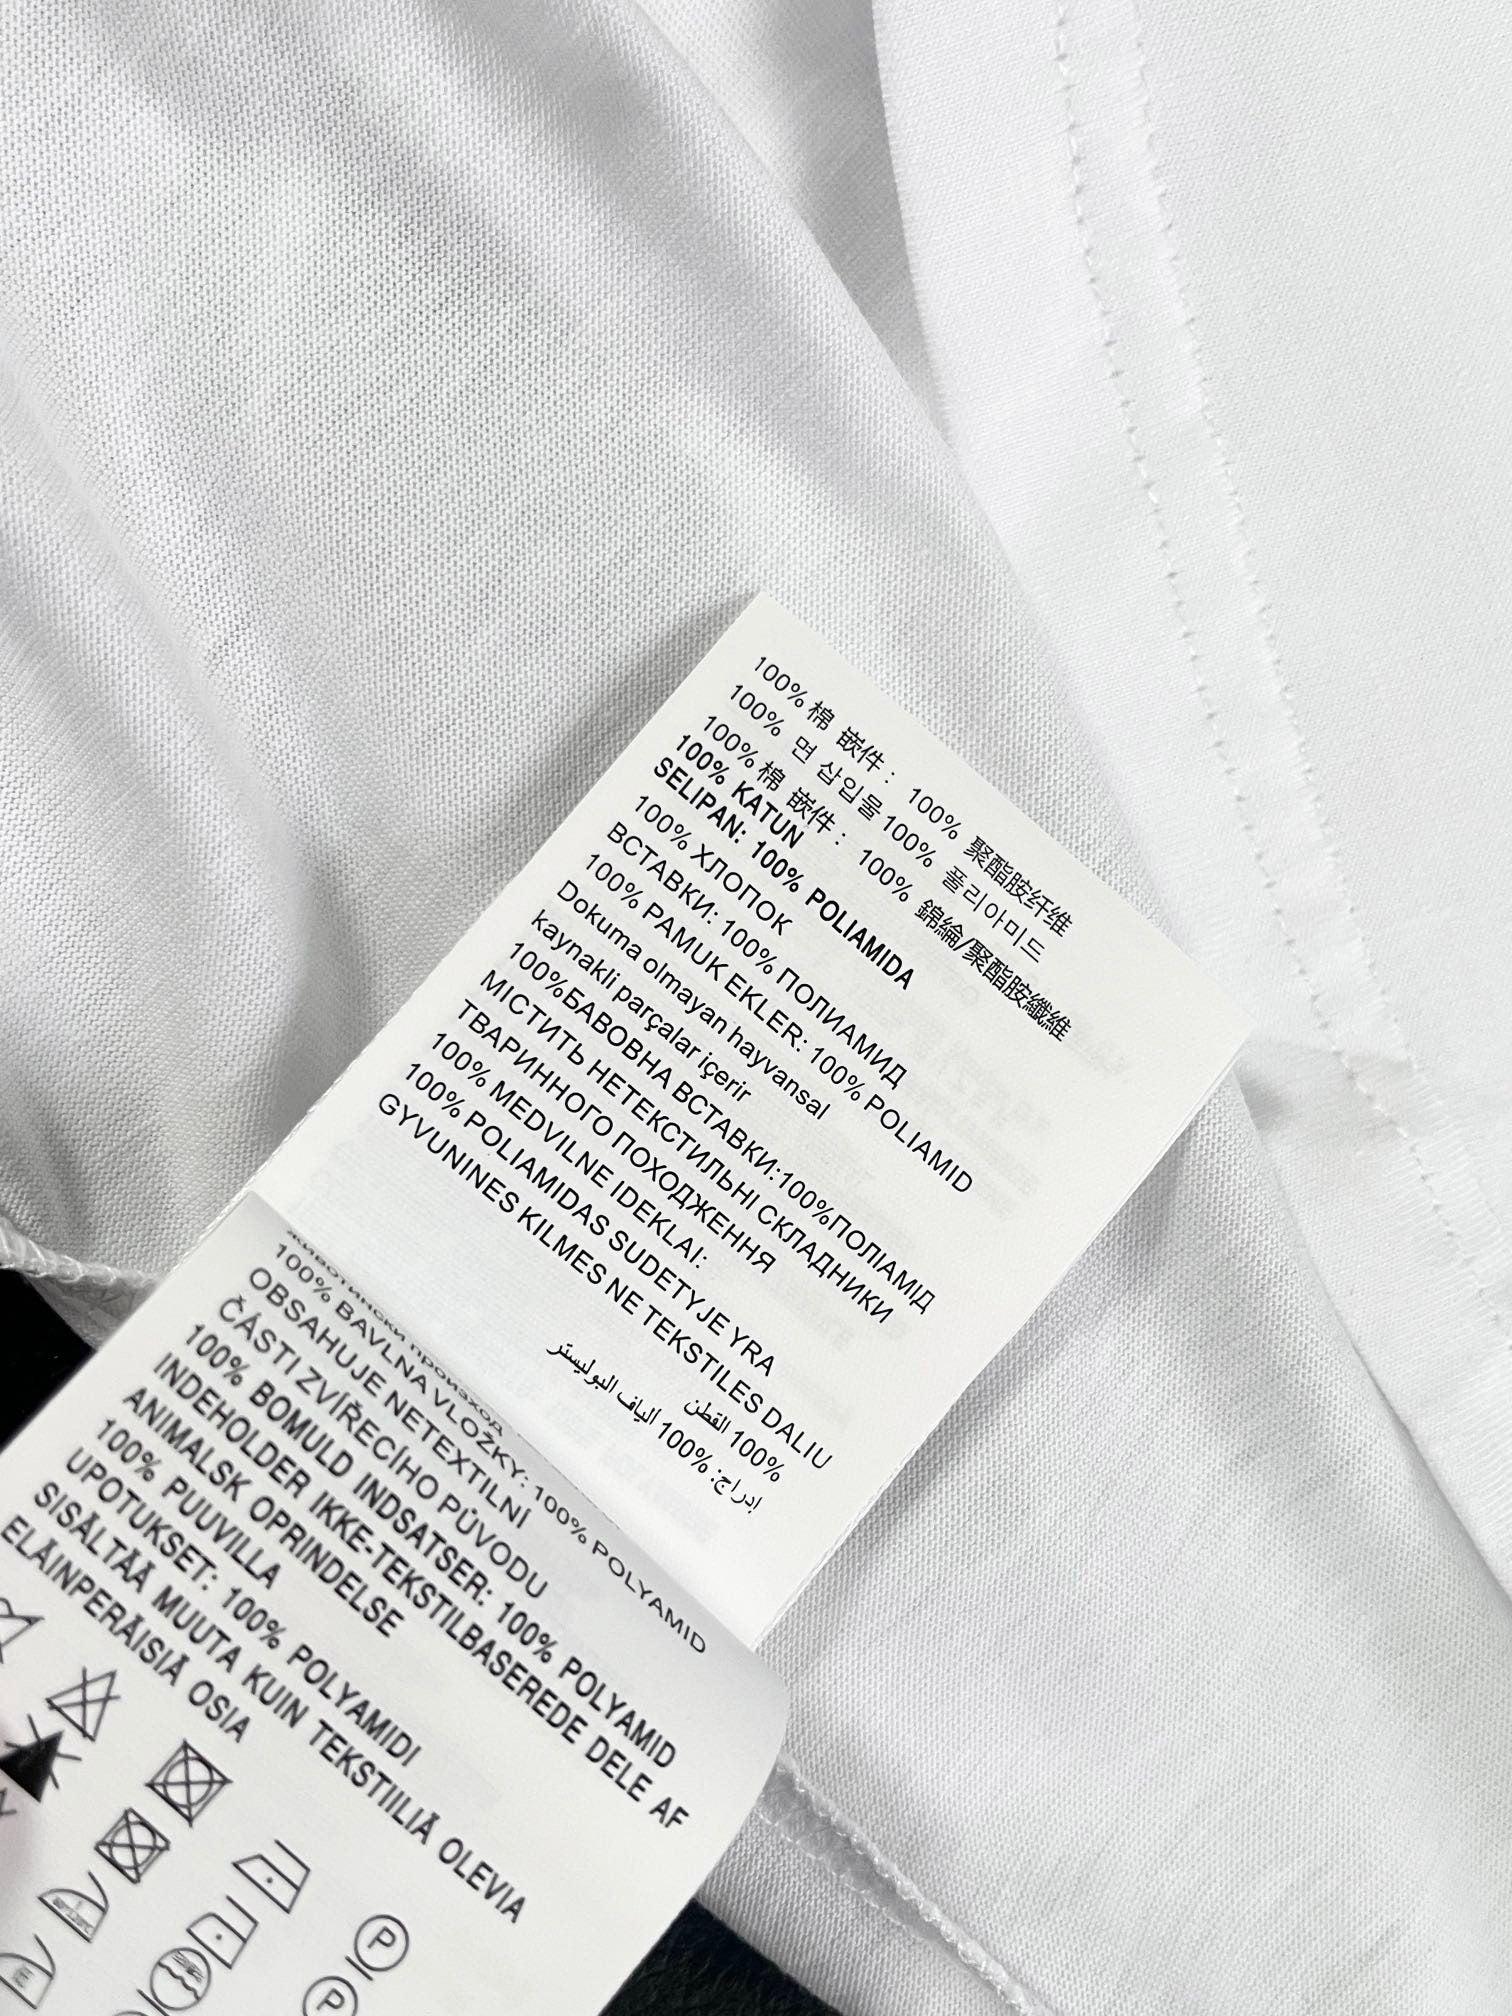 100% 棉 嵌件： 100% 聚酯胺纤维
100% 면 삽입물 100% 폴리아미드
100% 棉 嵌件： 100% 錦綸/聚酯胺纖維
100% KATUN
SELIPAN: 100% POLIAMIDA
100% ХЛОПОК
ВСТАВКИ: 100% ПОЛИАМИД
100% PAMUK EKLER: 100% POLIAMID
Dokuma olmayan hayvansal
kaynakli parçalar içerir
100%БАВОВНА ВСТАВКИ:100%ПОЛІАМІД
МІСТИТЬ НЕТЕКСТИЛЬНІ СКЛАДНИКИ
ТВАРИННОГО ПОХОДЖЕННЯ
100% MEDVILNE IDEKLAI:
100% POLIAMIDAS SUDETYJE YRA
GYVUNINES KILMES NE TEKSTILES DALIU
100% القطن
إدراج: 100% ألياف البوليستر
животински произход
100% BAVLNA VLOŽKY: 100% POLYAMID
OBSAHUJE NETEXTILNÍ
ČÁSTI ZVÍŘECÍHO PŮVODU
100% BOMULD INDSATSER: 100% POLYAMID
INDEHOLDER IKKE-TEKSTILBASEREDE DELE AF
ANIMALSK OPRINDELSE
100% PUUVILLA
UPOTUKSET: 100% POLYAMIDI
SISÄLTÄÄ MUUTA KUIN TEKSTIILIÄ OLEVIA
ELÄINPERÄISIÄ OSIA
P
P
E